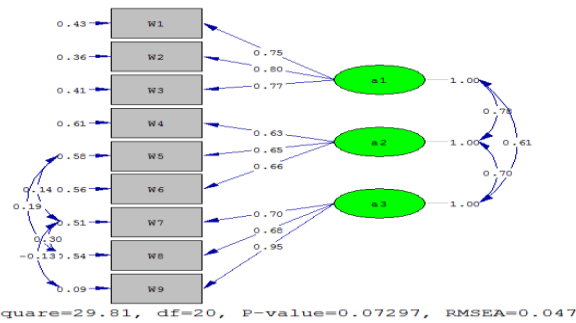 0.43 W1
0.75
0.36 W2
0.80
0.41 W3 0.77 a1 1.00
0.78
0.61 W4 0.63
0.58 W5 0.65 a2 1.00 0.61
0.14 0.56 W6 0.66
0.70
0.19
0.51 W7 0.70 a3 1.00
0.30 0.68
-0.13 0.54 W8
0.95
0.09 W9
quare=29.81, df=20, P-value=0.07297, RMSEA=0.047